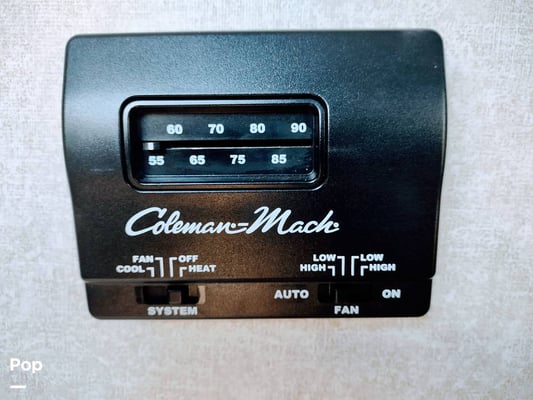 60 70 80 90
55 65 75 85
Coleman-Mach
FAN OFF
COOL HEAT
SYSTEM
LOW LOW
HIGH HIGH
AUTO ON
FAN
Pop